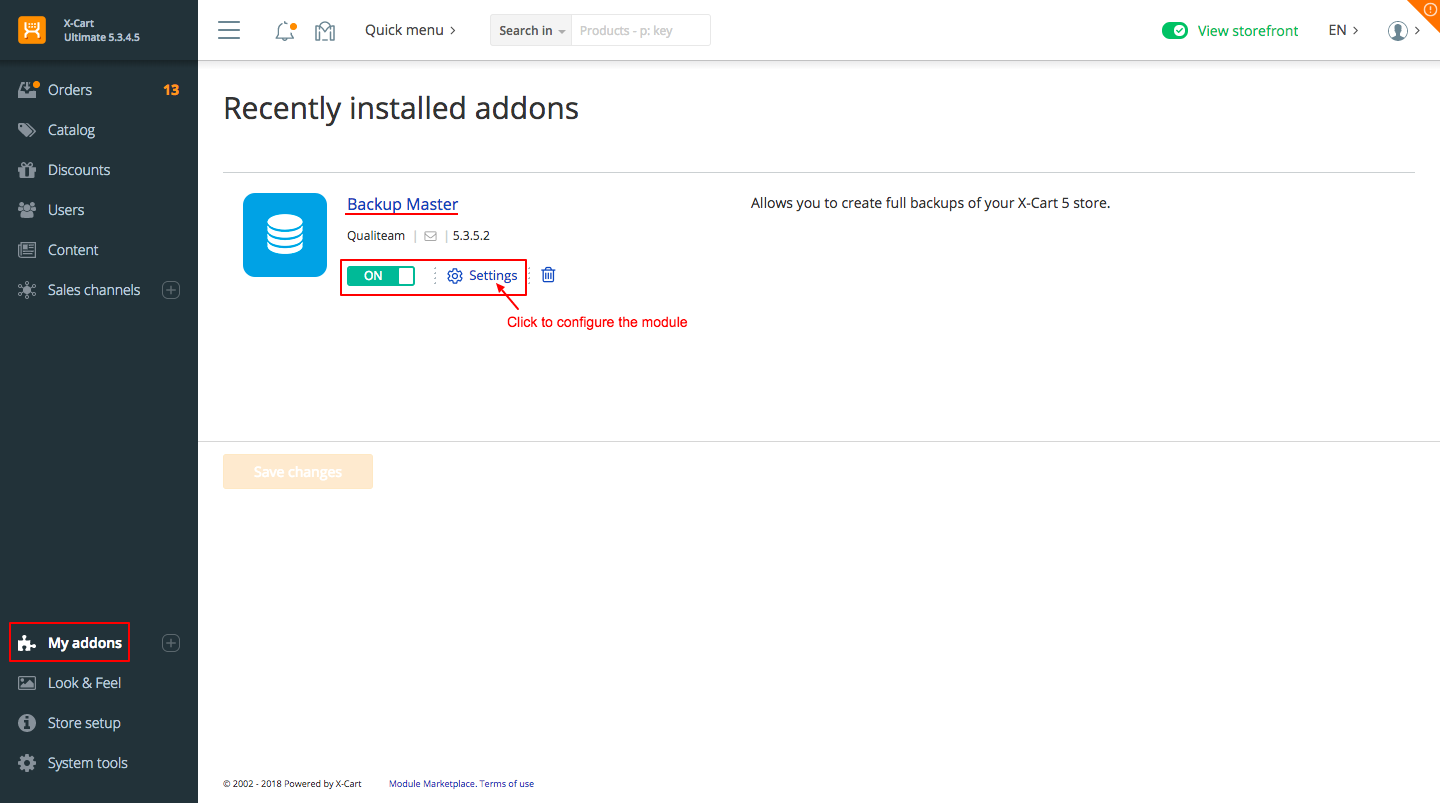 X-Cart
Ultimate 5.3.4.5
Quick menu
Search in
Products - p: key
View storefront
EN
Orders
13
Catalog
Discounts
Users
Content
Sales channels
My addons
Look & Feel
Store setup
System tools
Recently installed addons
Backup Master
Allows you to create full backups of your X-Cart 5 store.
Qualiteam | | 5.3.5.2
ON
Settings
Click to configure the module
Save changes
© 2002 - 2018 Powered by X-Cart Module Marketplace. Terms of use